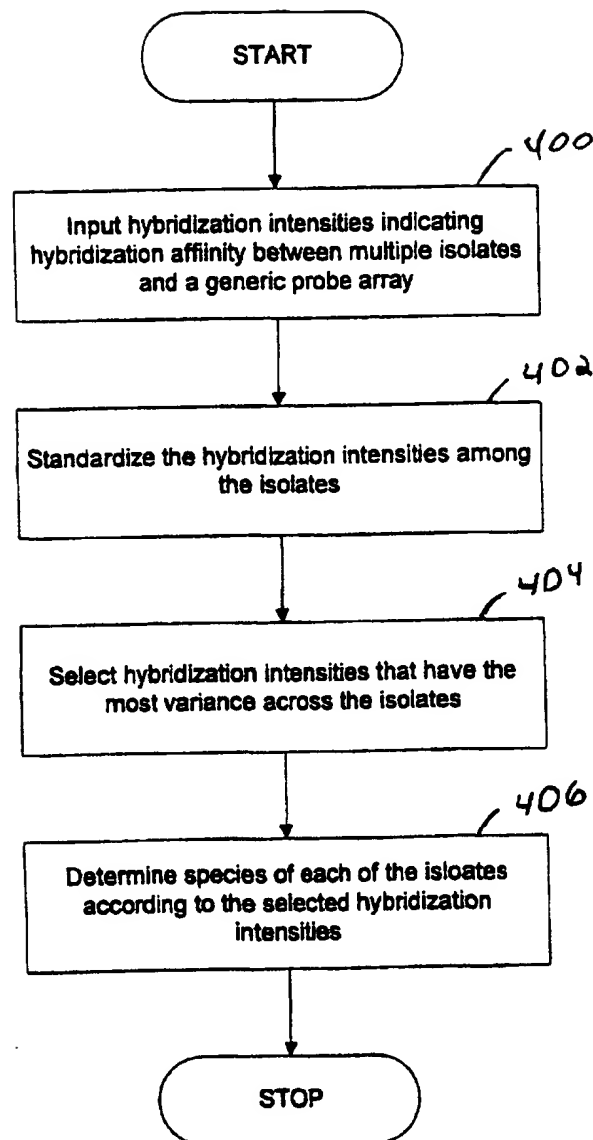 START
400
Input hybridization intensities indicating
hybridization affiinity between multiple isolates
and a generic probe array
402
Standardize the hybridization intensities among
the isolates
404
Select hybridization intensities that have the
most variance across the isolates
406
Determine species of each of the isloates
according to the selected hybridization
intensities
STOP